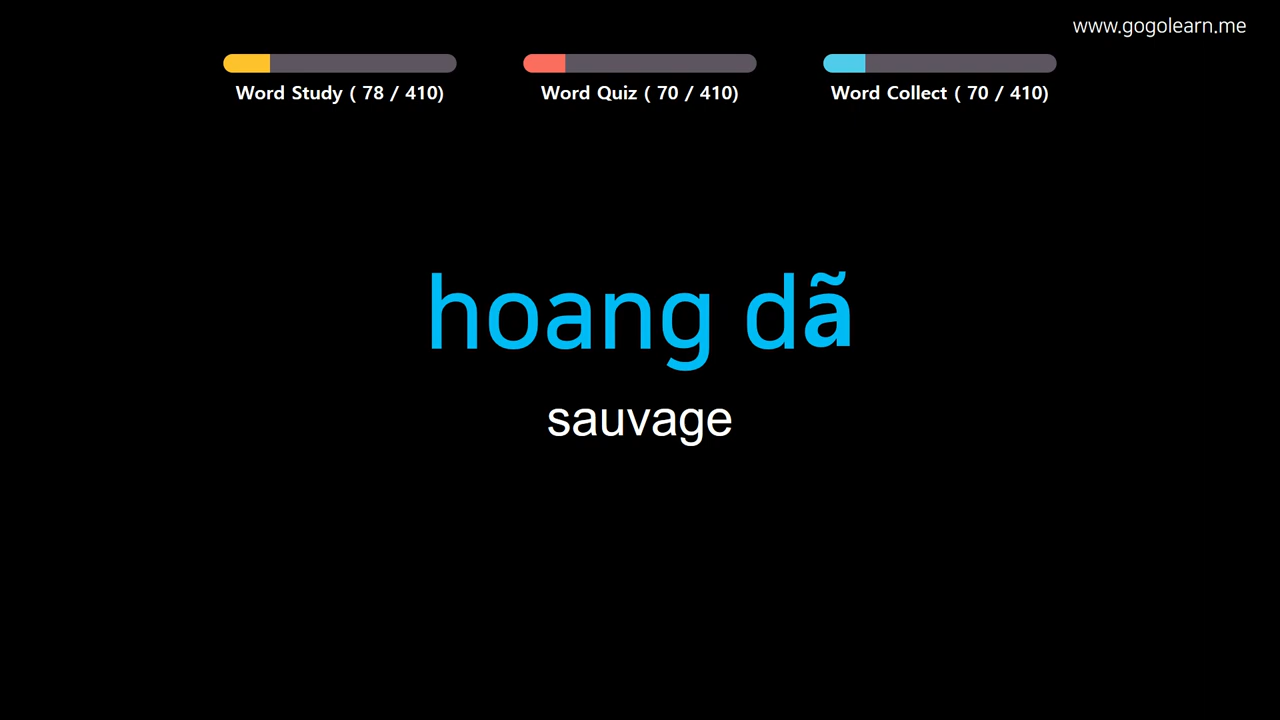 www.gogolearn.me
Word Study ( 78 / 410)
Word Quiz ( 70 / 410)
Word Collect ( 70 / 410)
hoang dã
sauvage